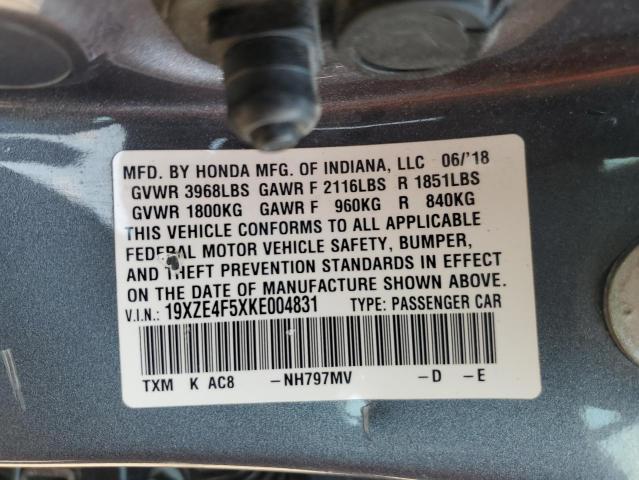 MFD. BY HONDA MFG. OF INDIANA, LLC 06/'18
GVWR 3968LBS GAWR F 2116LBS R 1851LBS
GVWR 1800KG GAWR F 960KG R 840KG
THIS VEHICLE CONFORMS TO ALL APPLICABLE
FEDERAL MOTOR VEHICLE SAFETY, BUMPER,
AND THEFT PREVENTION STANDARDS IN EFFECT
ON THE DATE OF MANUFACTURE SHOWN ABOVE.
V.I.N.: 19XZE4F5XKE004831 TYPE: PASSENGER CAR
TXM K AC8 -NH797MV -D -E